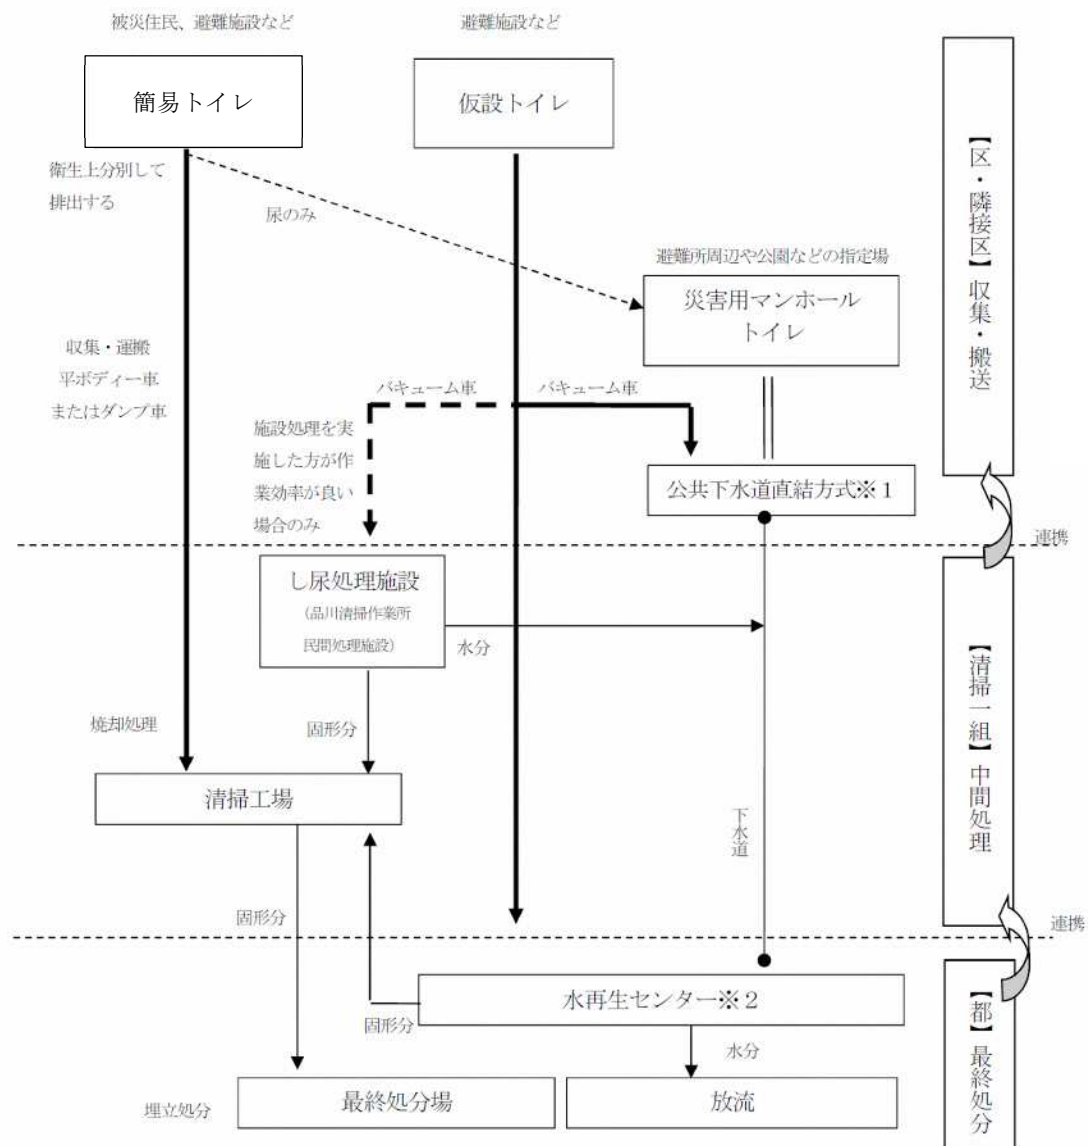 被災住民、避難施設など
避難施設など
簡易トイレ
仮設トイレ
衛生上分別して
排出する
尿のみ
避難所周辺や公園などの指定場
災害用マンホール
トイレ
収集・運搬
平ボディー車
またはダンプ車
バキューム車
バキューム車
施設処理を実
施した方が作
業効率が良い
場合のみ
公共下水道直結方式※1
【区・隣接区】収集・搬送
連携
し尿処理施設
(品川清掃作業所
民間処理施設)
水分
固形分
焼却処理
清掃工場
下水道
【清掃一組】中間処理
固形分
連携
水再生センター※2
固形分
水分
埋立処分
最終処分場
放流
【都】最終処分